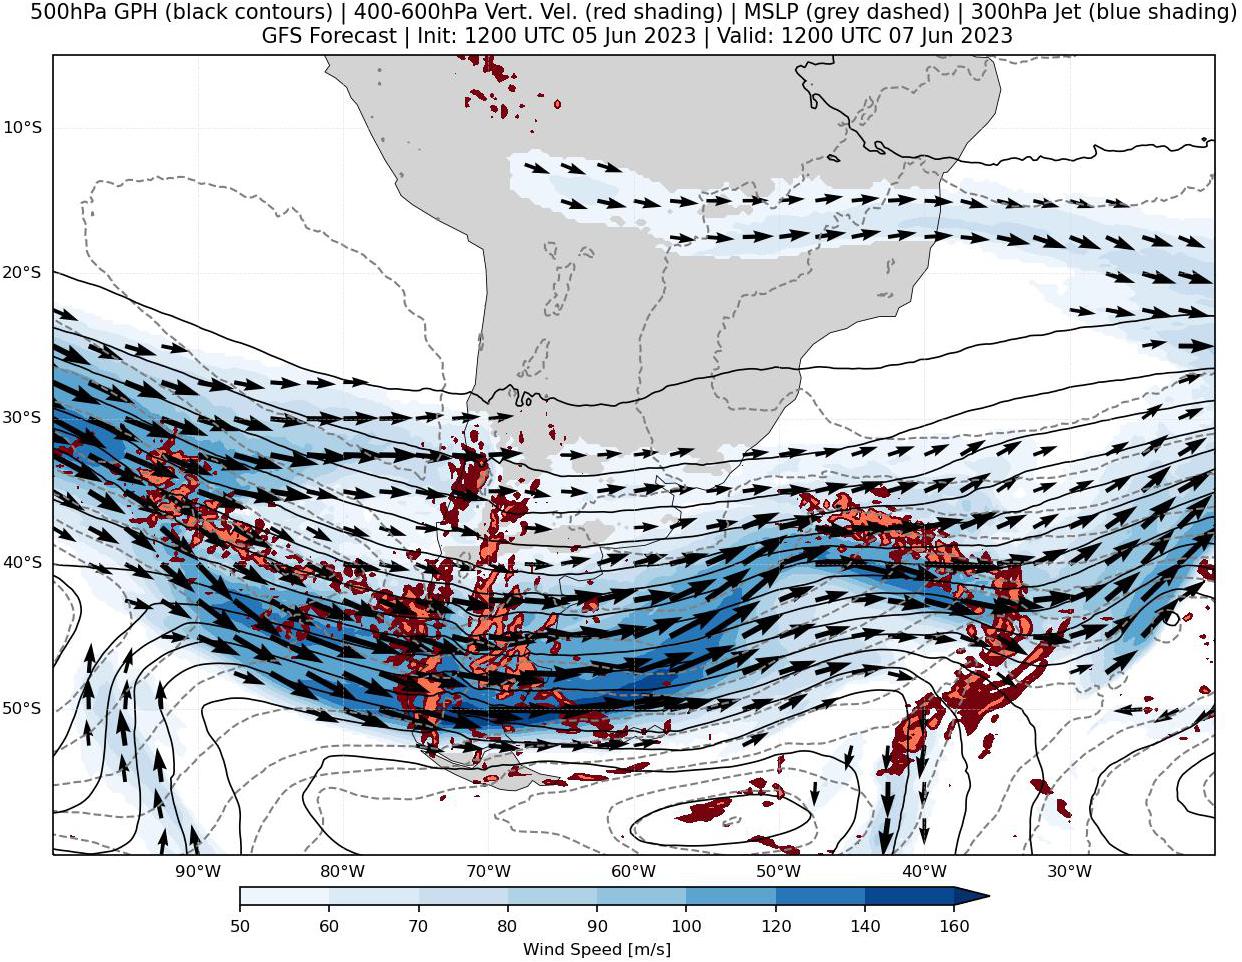 500hPa GPH (black contours) | 400-600hPa Vert. Vel. (red shading) | MSLP (grey dashed) | 300hPa Jet (blue shading)
GFS Forecast | Init: 1200 UTC 05 Jun 2023 | Valid: 1200 UTC 07 Jun 2023
10°S
20°S
30°S
40°S
50°S
90°W 80°W 70°W 60°W 50°W 40°W 30°W
50 60 70 80 90 100 120 140 160
Wind Speed [m/s]